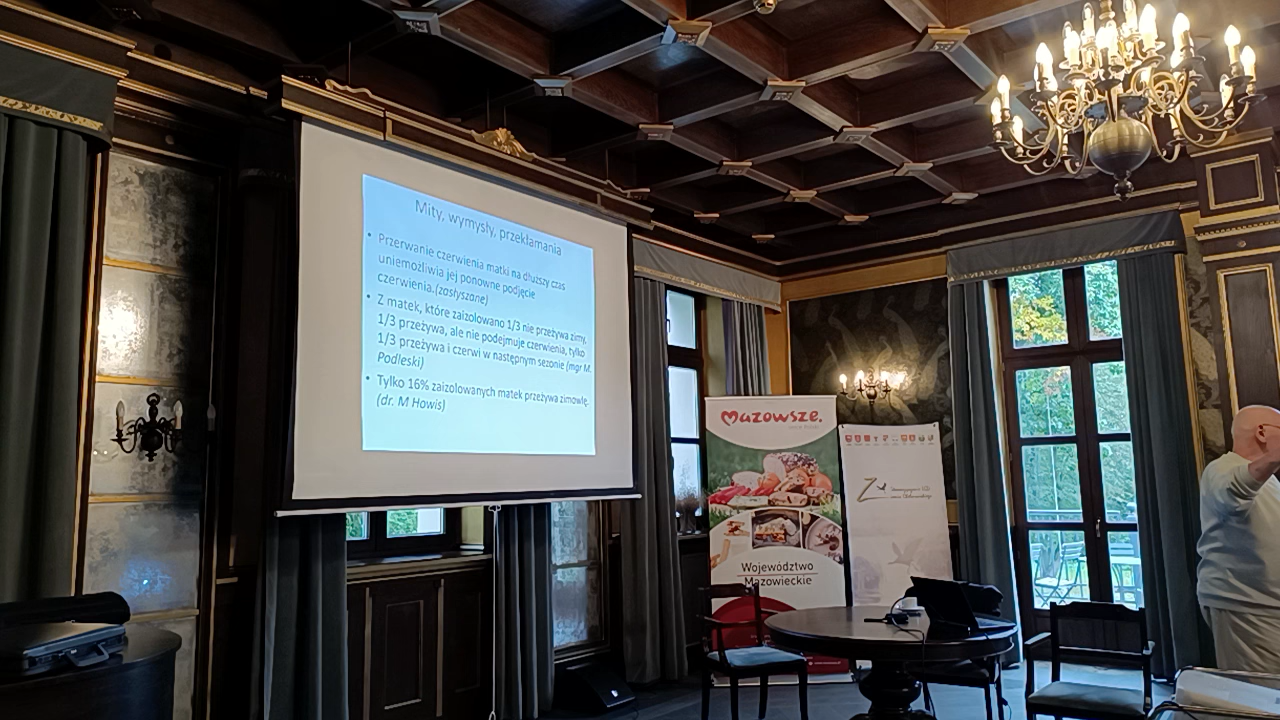 Mity, wymysły, przekłamania
• Przerwanie czerwienia matki na dłuższy czas
uniemożliwia jej ponowne podjęcie
czerwienia.(zasłyszane)
• Z matek, które zaizolowano 1/3 nie przeżywa zimy,
1/3 przeżywa, ale nie podejmuje czerwienia, tylko
1/3 przeżywa i czerwi w następnym sezonie (mgr M.
Podleski)
• Tylko 16% zaizolowanych matek przeżywa zimowlę.
(dr. M Howis)
mazowsze.
Województwo
Mazowieckie